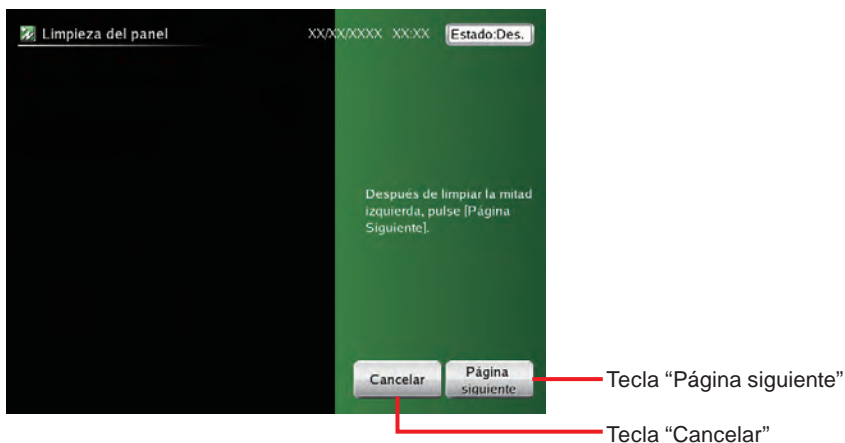 Limpieza del panel XX/XX/XXXX XX:XX Estado:Des.
Después de limpiar la mitad
izquierda, pulse [Página
Siguiente].
Cancelar
Página
siguiente
Tecla “Página siguiente”
Tecla “Cancelar”